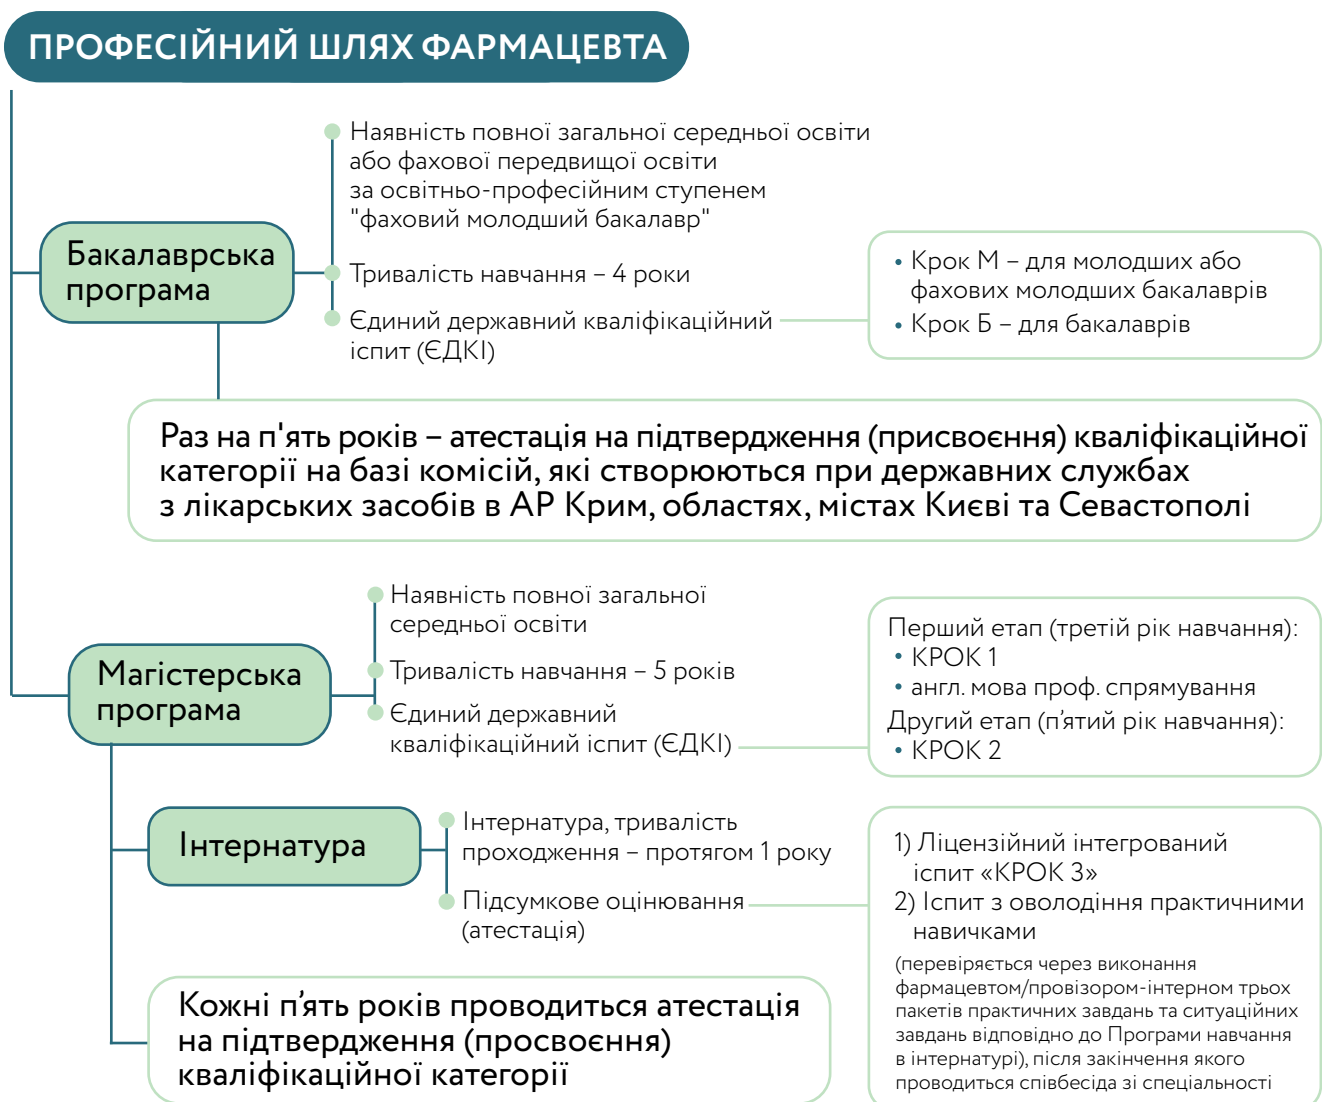 ПРОФЕСІЙНИЙ ШЛЯХ ФАРМАЦЕВТА
Бакалаврська
програма
Наявність повної загальної середньої освіти
або фахової передвищої освіти
за освітньо-професійним ступенем
"фаховий молодший бакалавр"
Тривалість навчання – 4 роки
Єдиний державний кваліфікаційний
іспит (ЄДКІ)
• Крок М – для молодших або
фахових молодших бакалаврів
• Крок Б – для бакалаврів
Раз на п'ять років – атестація на підтвердження (присвоєння) кваліфікаційної
категорії на базі комісій, які створюються при державних службах
з лікарських засобів в АР Крим, областях, містах Києві та Севастополі
Магістерська
програма
Наявність повної загальної
середньої освіти
Тривалість навчання – 5 років
Єдиний державний
кваліфікаційний іспит (ЄДКІ)
Перший етап (третій рік навчання):
• КРОК 1
• англ. мова проф. спрямування
Другий етап (п’ятий рік навчання):
• КРОК 2
Інтернатура
Інтернатура, тривалість
проходження – протягом 1 року
Підсумкове оцінювання
(атестація)
1) Ліцензійний інтегрований
іспит «КРОК 3»
2) Іспит з оволодіння практичними
навичками
(перевіряється через виконання
фармацевтом/провізором-інтерном трьох
пакетів практичних завдань та ситуаційних
завдань відповідно до Програми навчання
в інтернатурі), після закінчення якого
проводиться співбесіда зі спеціальності
Кожні п’ять років проводиться атестація
на підтвердження (просвоєння)
кваліфікаційної категорії